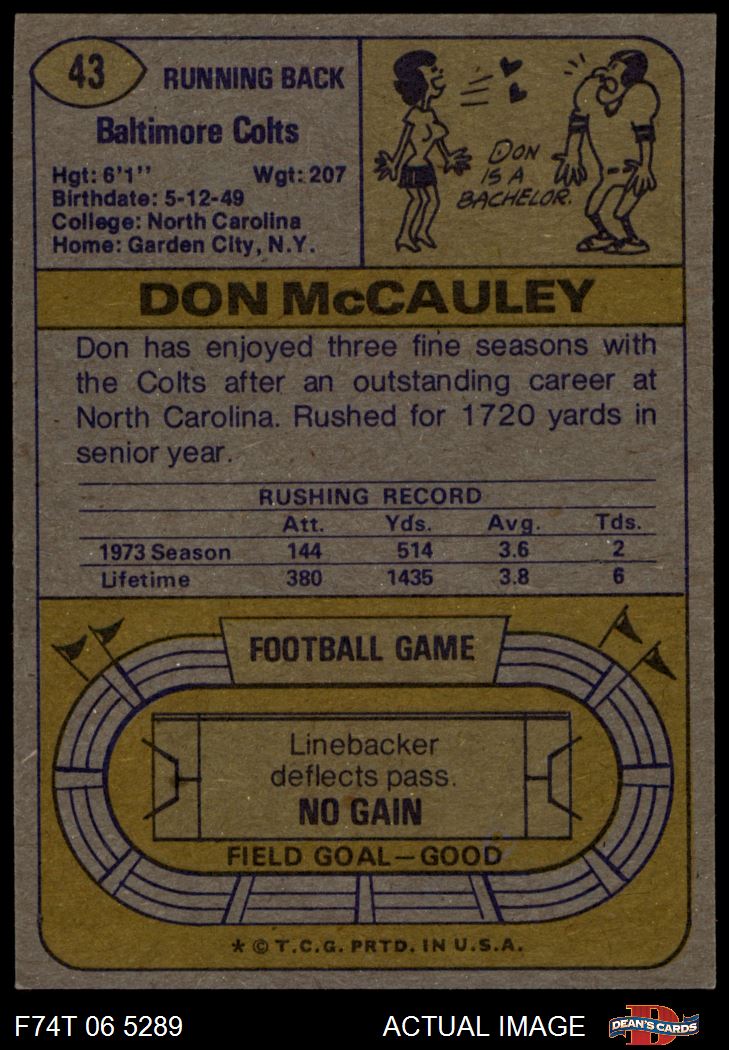 43
RUNNING BACK
Baltimore Colts
Hgt: 6'1'' Wgt: 207
Birthdate: 5-12-49
College: North Carolina
Home: Garden City, N.Y.
DON
IS A
BACHELOR.
DON McCAULEY
Don has enjoyed three fine seasons with
the Colts after an outstanding career at
North Carolina. Rushed for 1720 yards in
senior year.
RUSHING RECORD
Att. Yds. Avg. Tds.
1973 Season 144 514 3.6 2
Lifetime 380 1435 3.8 6
FOOTBALL GAME
Linebacker
deflects pass.
NO GAIN
FIELD GOAL—GOOD
* © T.C.G. PRTD. IN U.S.A.
F74T 06 5289 ACTUAL IMAGE
D
DEAN'S CARDS